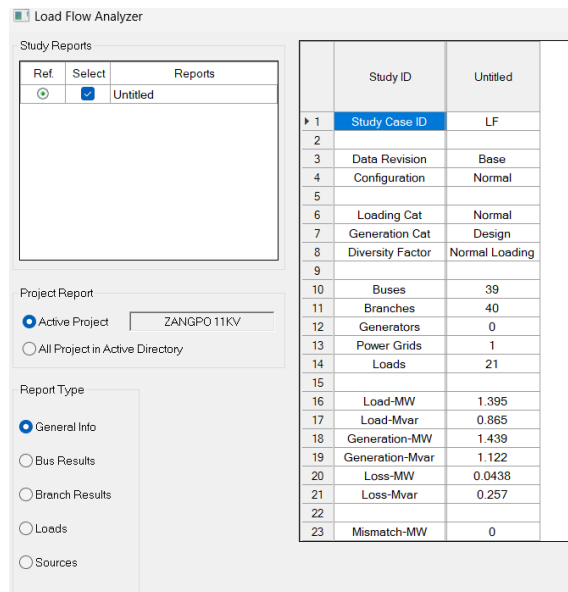 Load Flow Analyzer
Study Reports
Ref. Select Reports
Untitled
Project Report
Active Project ZANGPO 11KV
All Project in Active Directory
Report Type
General Info
Bus Results
Branch Results
Loads
Sources
Study ID Untitled
1 Study Case ID LF
2
3 Data Revision Base
4 Configuration Normal
5
6 Loading Cat Normal
7 Generation Cat Design
8 Diversity Factor Normal Loading
9
10 Buses 39
11 Branches 40
12 Generators 0
13 Power Grids 1
14 Loads 21
15
16 Load-MW 1.395
17 Load-Mvar 0.865
18 Generation-MW 1.439
19 Generation-Mvar 1.122
20 Loss-MW 0.0438
21 Loss-Mvar 0.257
22
23 Mismatch-MW 0